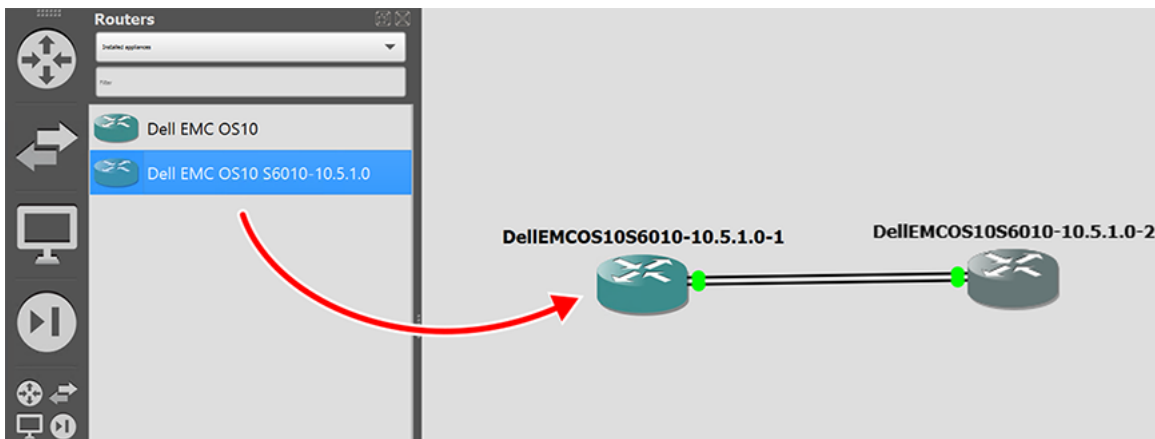 Routers
Installed appliances
Filter
Dell EMC OS10
Dell EMC OS10 S6010-10.5.1.0
DellEMCOS10S6010-10.5.1.0-1
DellEMCOS10S6010-10.5.1.0-2